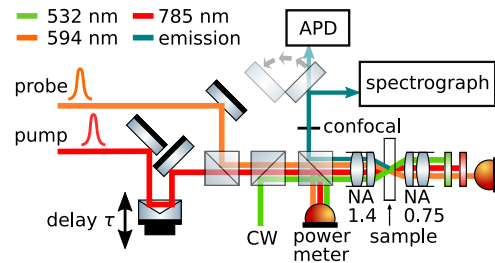 532 nm
785 nm
594 nm
emission
APD
spectrograph
probe
pump
confocal
delay τ
CW
power
meter
NA
1.4
NA
0.75
sample